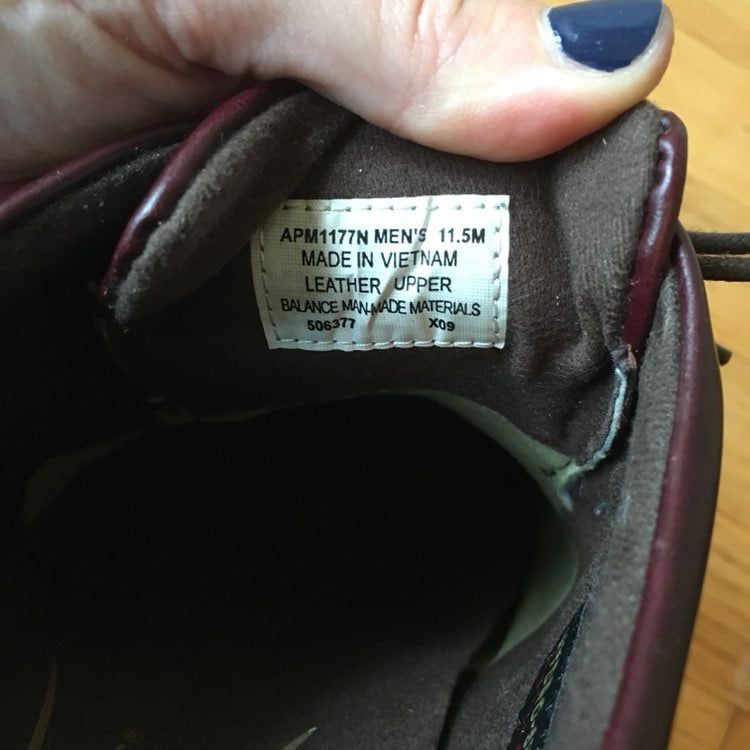 APM1177N MEN'S 11.5M
MADE IN VIETNAM
LEATHER UPPER
BALANCE MAN-MADE MATERIALS
506377 X09
®